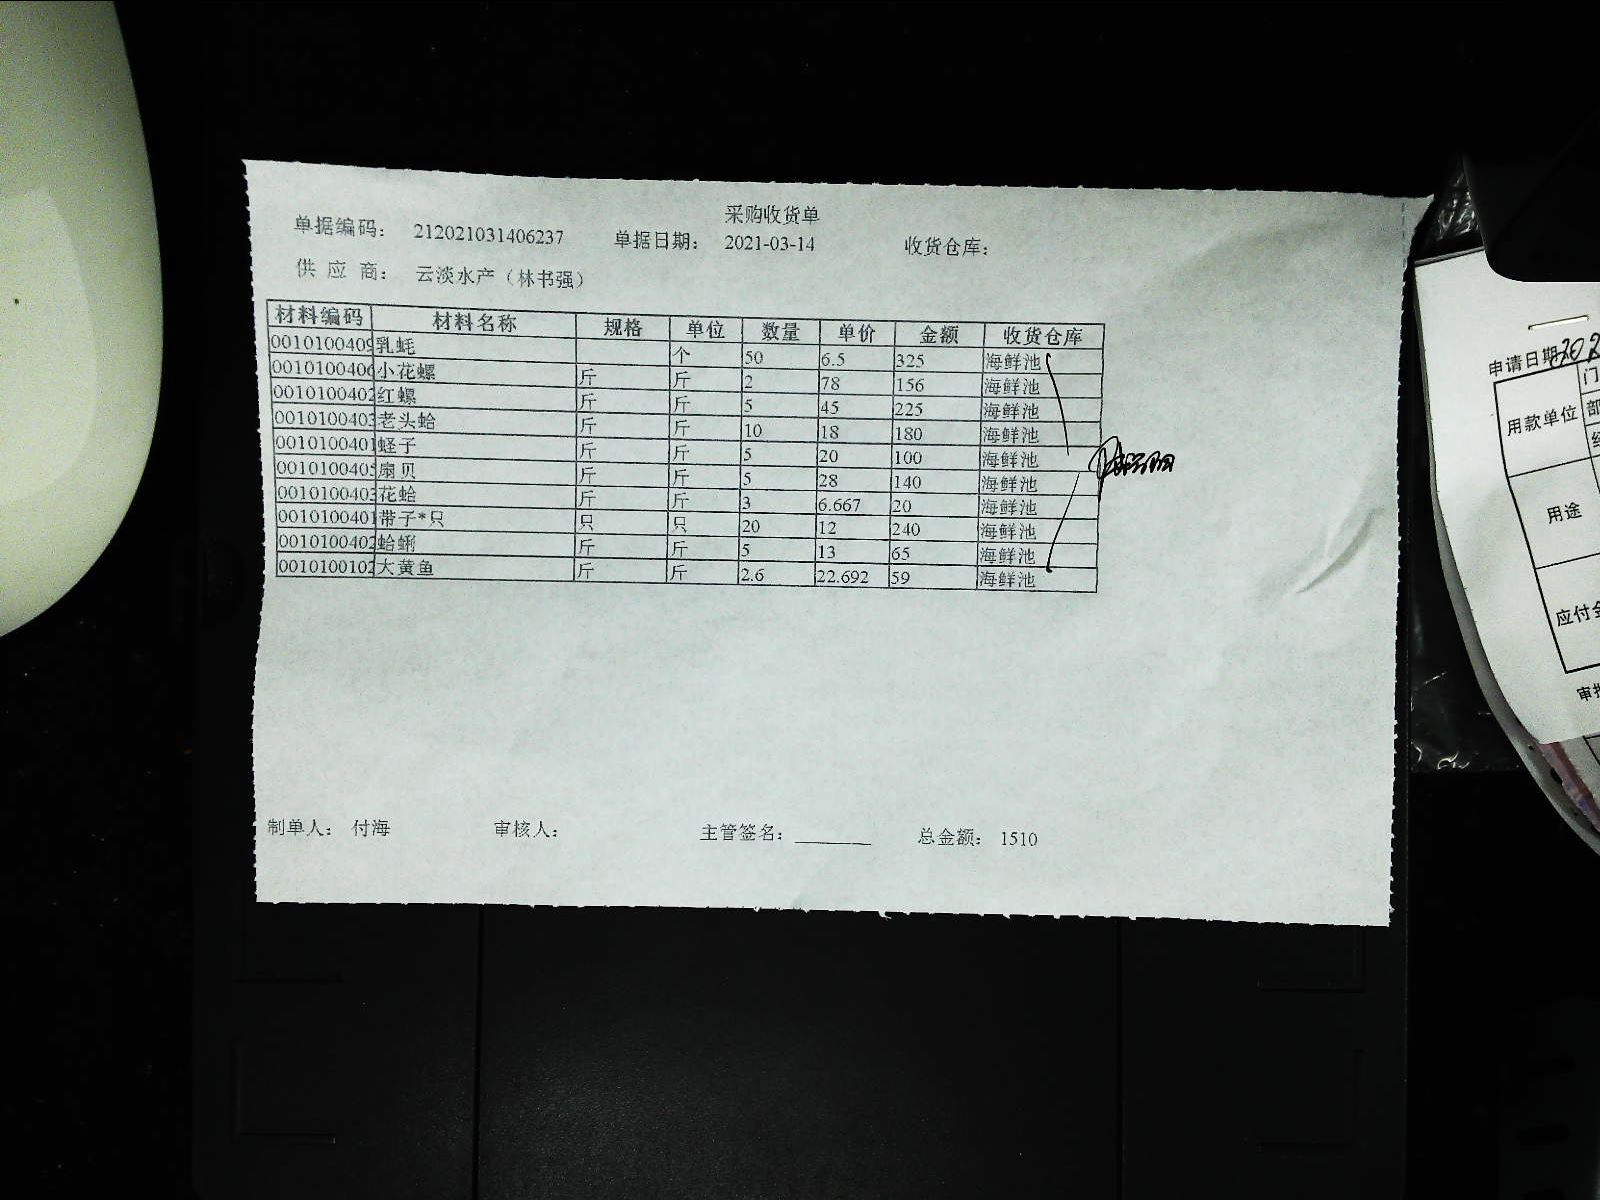 采购收货单
单据编码： 212021031406237 单据日期： 2021-03-14 收货仓库：
供 应 商： 云淡水产（林书强）
材料编码 材料名称 规格 单位 数量 单价 金额 收货仓库
0010100409 乳蚝 个 50 6.5 325 海鲜池
0010100406 小花螺 斤 斤 2 78 156 海鲜池
0010100402 红螺 斤 斤 5 45 225 海鲜池
0010100403 老头蛤 斤 斤 10 18 180 海鲜池
0010100401 蛏子 斤 斤 5 20 100 海鲜池
0010100405 扇贝 斤 斤 5 28 140 海鲜池
0010100403 花蛤 斤 斤 3 6.667 20 海鲜池
0010100401 带子*只 只 只 20 12 240 海鲜池
0010100402 蛤蜊 斤 斤 5 13 65 海鲜池
0010100102 大黄鱼 斤 斤 2.6 22.692 59 海鲜池
制单人： 付海 审核人： 主管签名： 总金额： 1510
申请日期 202
用款单位
门
部
用途
应付金
审批